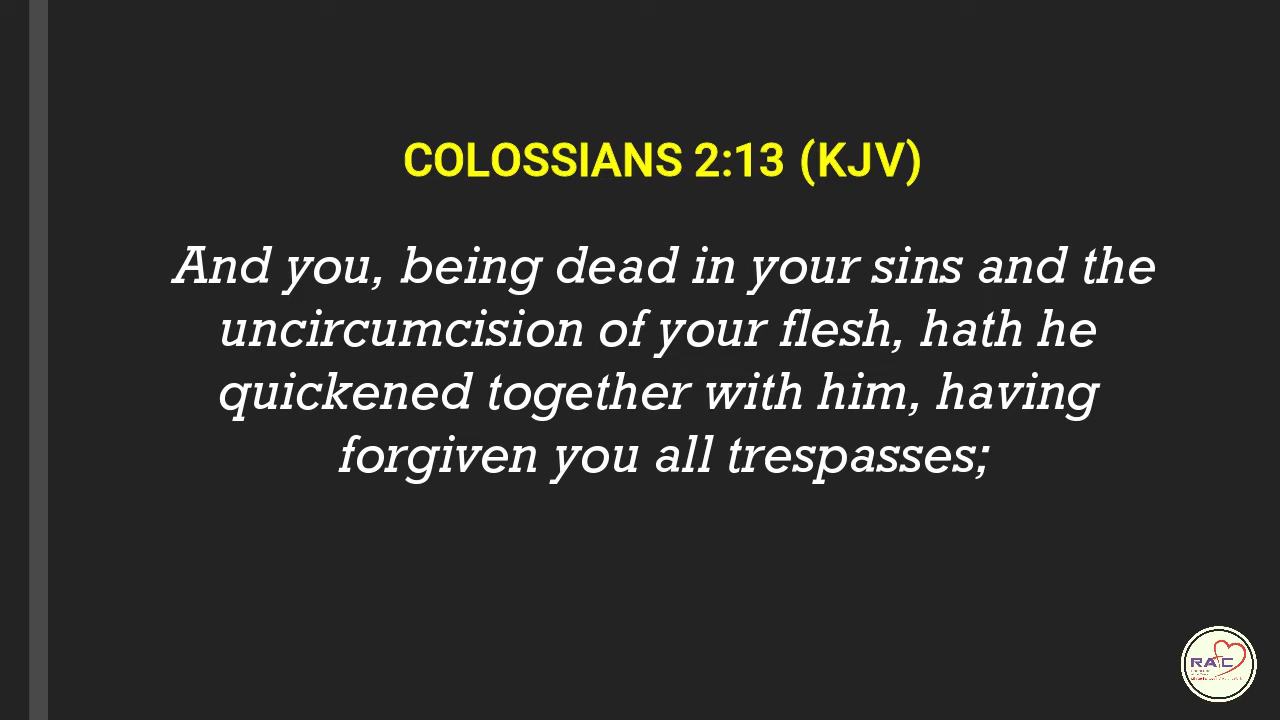 COLOSSIANS 2:13 (KJV)
And you, being dead in your sins and the
uncircumcision of your flesh, hath he
quickened together with him, having
forgiven you all trespasses;
RAFC